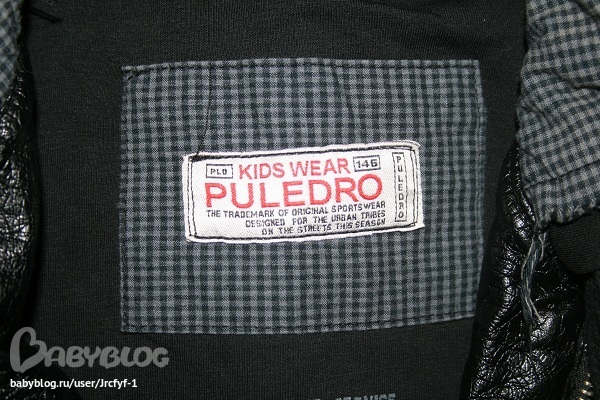 PLD KIDS WEAR 146
PULEDRO
THE TRADEMARK OF ORIGINAL SPORTSWEAR
DESIGNED FOR THE URBAN TRIBES
ON THE STREETS THIS SEASON
PULEDRO
BABYBLOG
babyblog.ru/user/Jrcfyf-1